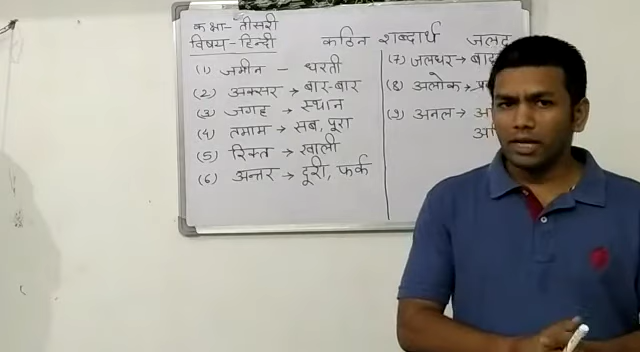 कक्षा- तीसरी
विषय-हिन्दी
कठिन शब्दार्थ
(1) जमीन - धरती
(2) अक्सर → बार-बार
(3) जगह → स्थान
(4) तमाम → सब, पूरा
(5) रिक्त → खाली
(6) अन्तर → दूरी, फर्क
(7) जलधर →
(8) अलोक →
(9) अनल →